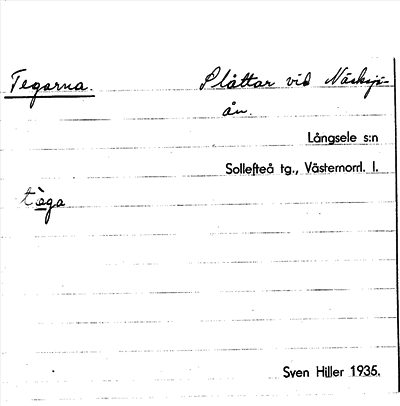 Tegarna. Slåttar vid Näsksjö-
ån.
Långsele s:n
Sollefteå tg., Västernorrl. l.
tèga
Sven Hiller 1935.